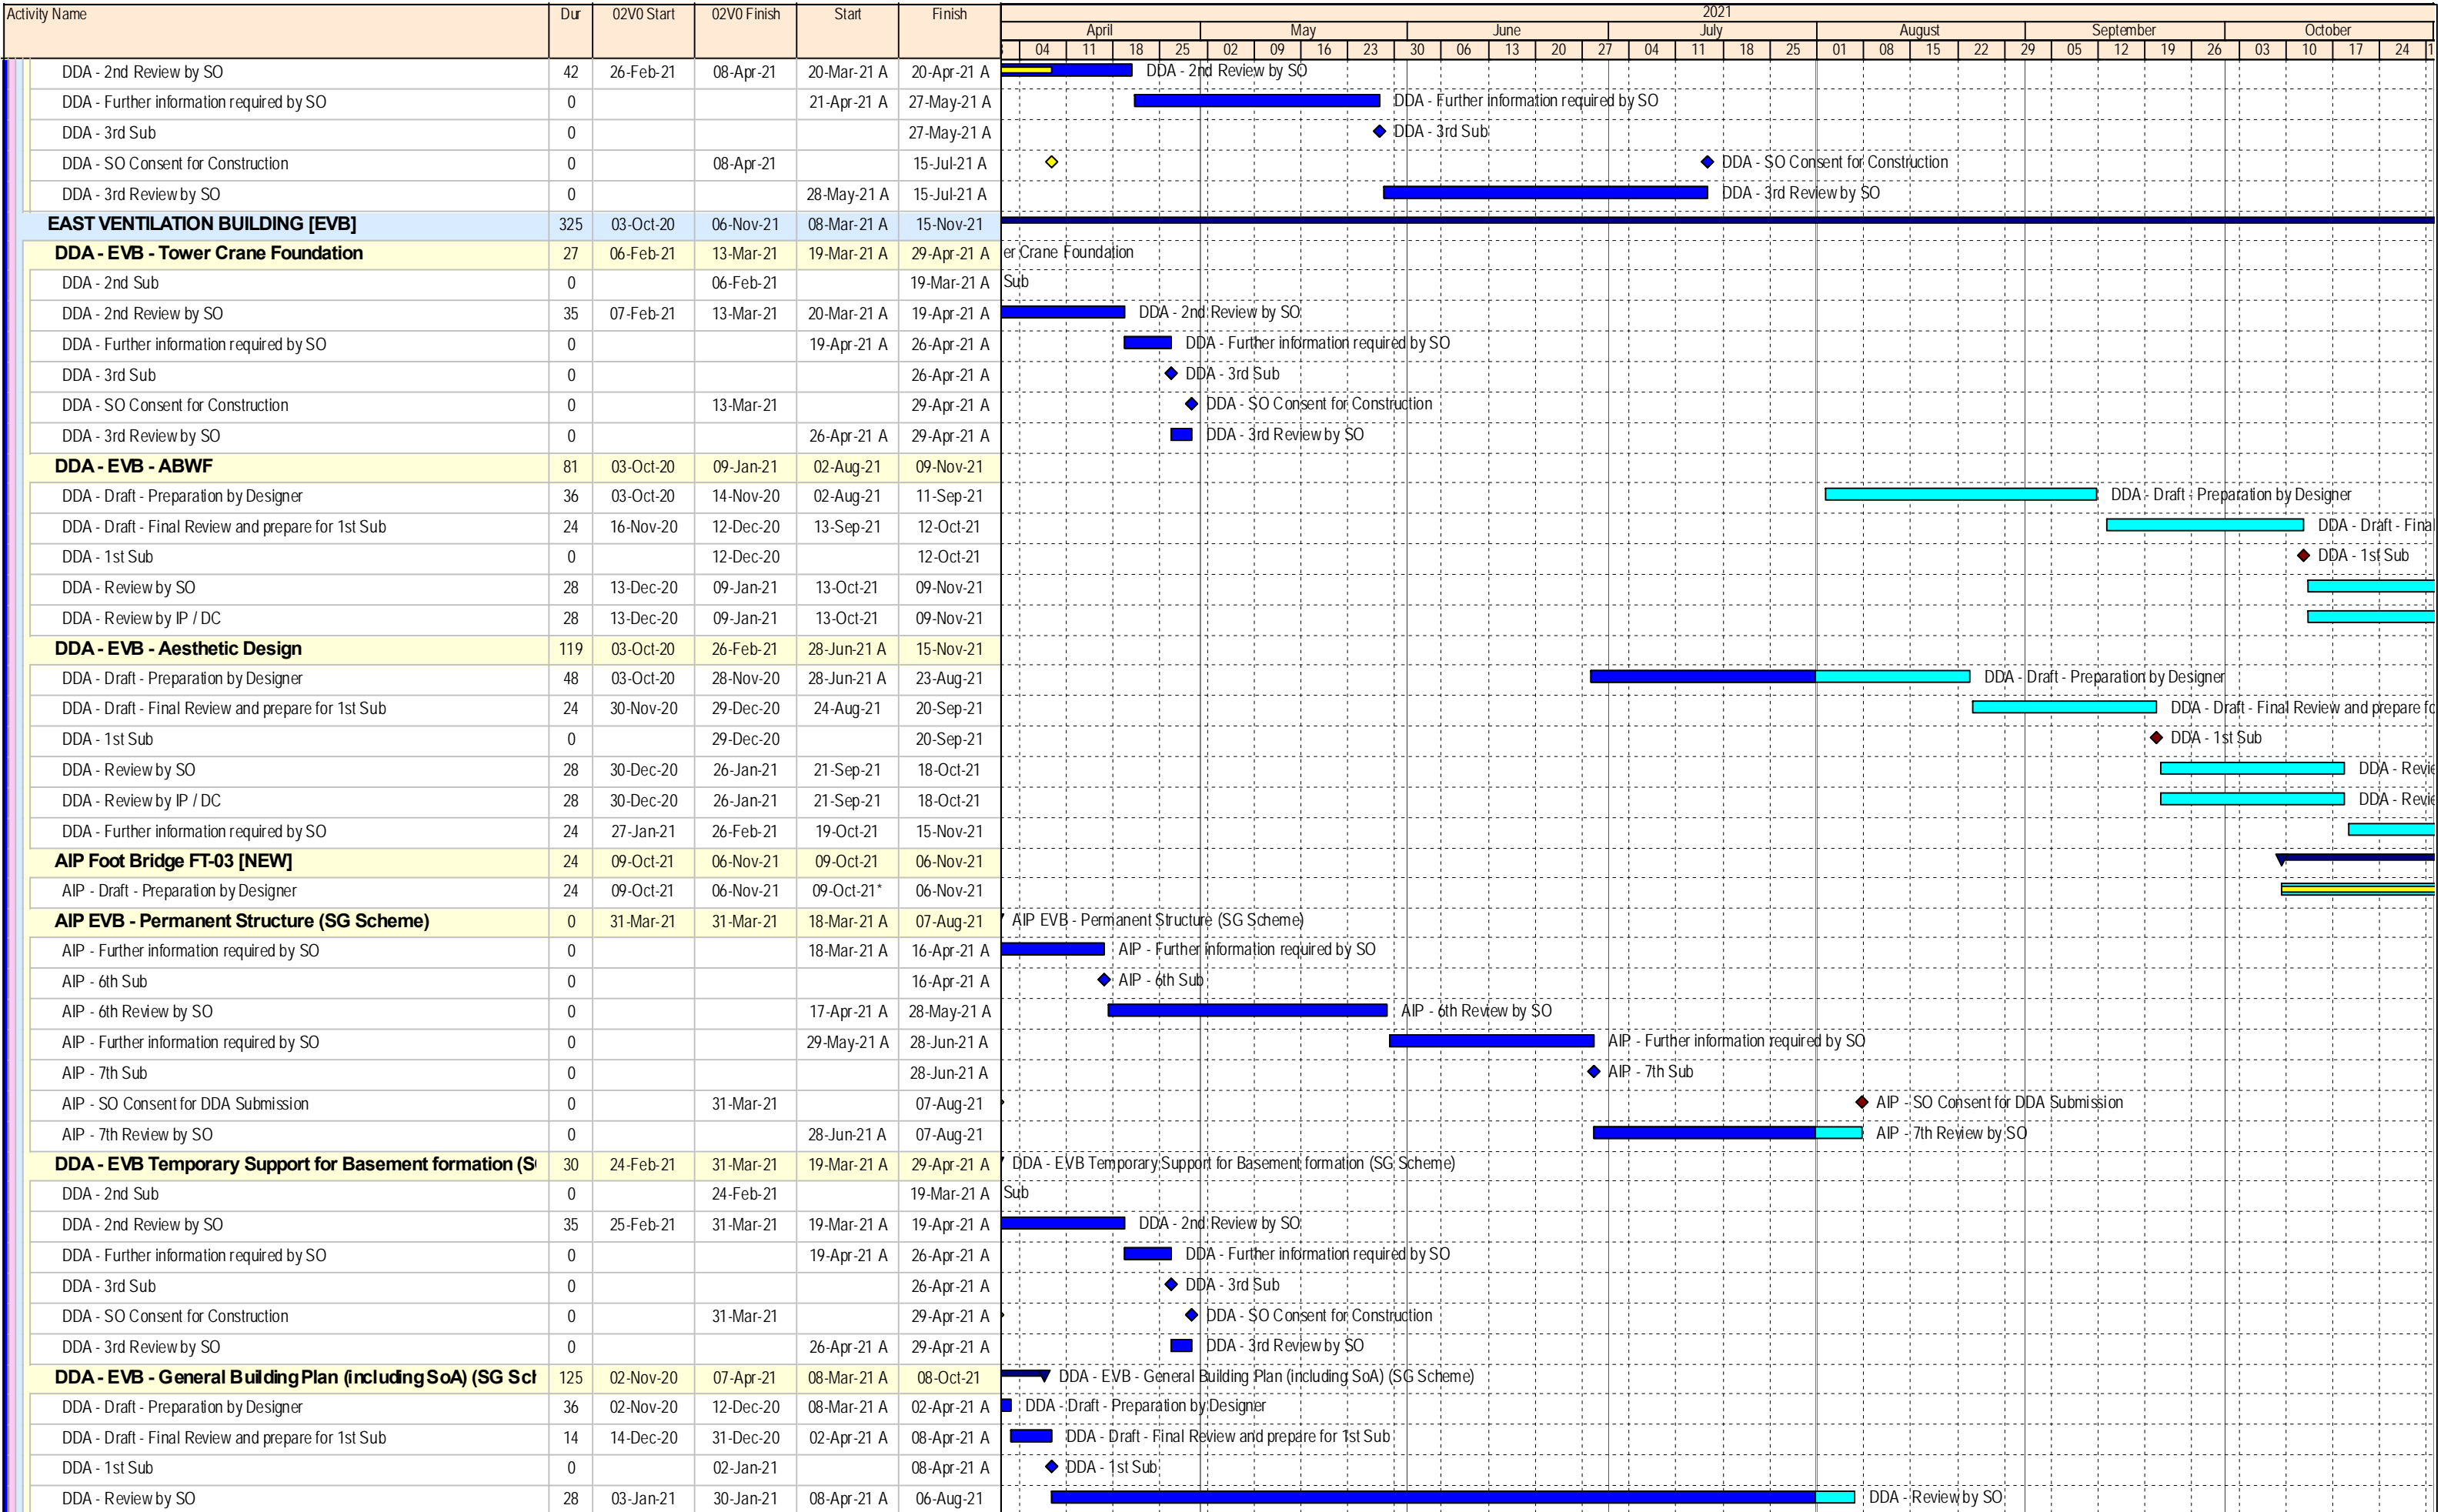 Activity Name Dur 02V0 Start 02V0 Finish Start Finish 2021
April May June July August September October
04 11 18 25 02 09 16 23 30 06 13 20 27 04 11 18 25 01 08 15 22 29 05 12 19 26 03 10 17 24
DDA - 2nd Review by SO 42 26-Feb-21 08-Apr-21 20-Mar-21 A 20-Apr-21 A DDA - 2nd Review by SO
DDA - Further information required by SO 0 21-Apr-21 A 27-May-21 A DDA - Further information required by SO
DDA - 3rd Sub 0 27-May-21 A DDA - 3rd Sub
DDA - SO Consent for Construction 0 08-Apr-21 15-Jul-21 A DDA - SO Consent for Construction
DDA - 3rd Review by SO 0 28-May-21 A 15-Jul-21 A DDA - 3rd Review by SO
EAST VENTILATION BUILDING [EVB] 325 03-Oct-20 06-Nov-21 08-Mar-21 A 15-Nov-21
DDA - EVB - Tower Crane Foundation 27 06-Feb-21 13-Mar-21 19-Mar-21 A 29-Apr-21 A er Crane Foundation
DDA - 2nd Sub 0 06-Feb-21 19-Mar-21 A Sub
DDA - 2nd Review by SO 35 07-Feb-21 13-Mar-21 20-Mar-21 A 19-Apr-21 A DDA - 2nd Review by SO
DDA - Further information required by SO 0 19-Apr-21 A 26-Apr-21 A DDA - Further information required by SO
DDA - 3rd Sub 0 26-Apr-21 A DDA - 3rd Sub
DDA - SO Consent for Construction 0 13-Mar-21 29-Apr-21 A DDA - SO Consent for Construction
DDA - 3rd Review by SO 0 26-Apr-21 A 29-Apr-21 A DDA - 3rd Review by SO
DDA - EVB - ABWF 81 03-Oct-20 09-Jan-21 02-Aug-21 09-Nov-21
DDA - Draft - Preparation by Designer 36 03-Oct-20 14-Nov-20 02-Aug-21 11-Sep-21 DDA - Draft - Preparation by Designer
DDA - Draft - Final Review and prepare for 1st Sub 24 16-Nov-20 12-Dec-20 13-Sep-21 12-Oct-21 DDA - Draft - Final
DDA - 1st Sub 0 12-Dec-20 12-Oct-21 DDA - 1st Sub
DDA - Review by SO 28 13-Dec-20 09-Jan-21 13-Oct-21 09-Nov-21
DDA - Review by IP / DC 28 13-Dec-20 09-Jan-21 13-Oct-21 09-Nov-21
DDA - EVB - Aesthetic Design 119 03-Oct-20 26-Feb-21 28-Jun-21 A 15-Nov-21
DDA - Draft - Preparation by Designer 48 03-Oct-20 28-Nov-20 28-Jun-21 A 23-Aug-21 DDA - Draft - Preparation by Designer
DDA - Draft - Final Review and prepare for 1st Sub 24 30-Nov-20 29-Dec-20 24-Aug-21 20-Sep-21 DDA - Draft - Final Review and prepare fo
DDA - 1st Sub 0 29-Dec-20 20-Sep-21 DDA - 1st Sub
DDA - Review by SO 28 30-Dec-20 26-Jan-21 21-Sep-21 18-Oct-21 DDA - Revie
DDA - Review by IP / DC 28 30-Dec-20 26-Jan-21 21-Sep-21 18-Oct-21 DDA - Revie
DDA - Further information required by SO 24 27-Jan-21 26-Feb-21 19-Oct-21 15-Nov-21
AIP Foot Bridge FT-03 [NEW] 24 09-Oct-21 06-Nov-21 09-Oct-21 06-Nov-21
AIP - Draft - Preparation by Designer 24 09-Oct-21 06-Nov-21 09-Oct-21* 06-Nov-21
AIP EVB - Permanent Structure (SG Scheme) 0 31-Mar-21 31-Mar-21 18-Mar-21 A 07-Aug-21 AIP EVB - Permanent Structure (SG Scheme)
AIP - Further information required by SO 0 18-Mar-21 A 16-Apr-21 A AIP - Further information required by SO
AIP - 6th Sub 0 16-Apr-21 A AIP - 6th Sub
AIP - 6th Review by SO 0 17-Apr-21 A 28-May-21 A AIP - 6th Review by SO
AIP - Further information required by SO 0 29-May-21 A 28-Jun-21 A AIP - Further information required by SO
AIP - 7th Sub 0 28-Jun-21 A AIP - 7th Sub
AIP - SO Consent for DDA Submission 0 31-Mar-21 07-Aug-21 AIP - SO Consent for DDA Submission
AIP - 7th Review by SO 0 28-Jun-21 A 07-Aug-21 AIP - 7th Review by SO
DDA - EVB Temporary Support for Basement formation (S 30 24-Feb-21 31-Mar-21 19-Mar-21 A 29-Apr-21 A DDA - EVB Temporary Support for Basement formation (SG Scheme)
DDA - 2nd Sub 0 24-Feb-21 19-Mar-21 A Sub
DDA - 2nd Review by SO 35 25-Feb-21 31-Mar-21 19-Mar-21 A 19-Apr-21 A DDA - 2nd Review by SO
DDA - Further information required by SO 0 19-Apr-21 A 26-Apr-21 A DDA - Further information required by SO
DDA - 3rd Sub 0 26-Apr-21 A DDA - 3rd Sub
DDA - SO Consent for Construction 0 31-Mar-21 29-Apr-21 A DDA - SO Consent for Construction
DDA - 3rd Review by SO 0 26-Apr-21 A 29-Apr-21 A DDA - 3rd Review by SO
DDA - EVB - General Building Plan (including SoA) (SG Sch 125 02-Nov-20 07-Apr-21 08-Mar-21 A 08-Oct-21 DDA - EVB - General Building Plan (including SoA) (SG Scheme)
DDA - Draft - Preparation by Designer 36 02-Nov-20 12-Dec-20 08-Mar-21 A 02-Apr-21 A DDA - Draft - Preparation by Designer
DDA - Draft - Final Review and prepare for 1st Sub 14 14-Dec-20 31-Dec-20 02-Apr-21 A 08-Apr-21 A DDA - Draft - Final Review and prepare for 1st Sub
DDA - 1st Sub 0 02-Jan-21 08-Apr-21 A DDA - 1st Sub
DDA - Review by SO 28 03-Jan-21 30-Jan-21 08-Apr-21 A 06-Aug-21 DDA - Review by SO